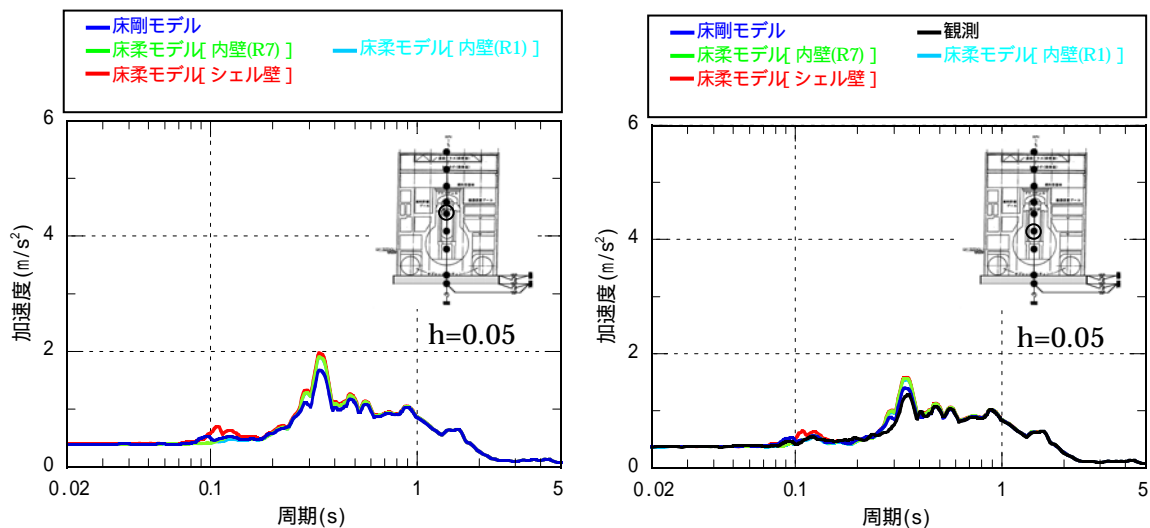 床剛モデル
床柔モデル[ 内壁(R7) ]
床柔モデル[ 内壁(R1) ]
床柔モデル[ シェル壁 ]
6
4
2
0
加速度(m/s²)
h=0.05
0.02
0.1
1
5
周期(s)
床剛モデル
観測
床柔モデル[ 内壁(R7) ]
床柔モデル[ 内壁(R1) ]
床柔モデル[ シェル壁 ]
6
4
2
0
加速度(m/s²)
h=0.05
0.02
0.1
1
5
周期(s)